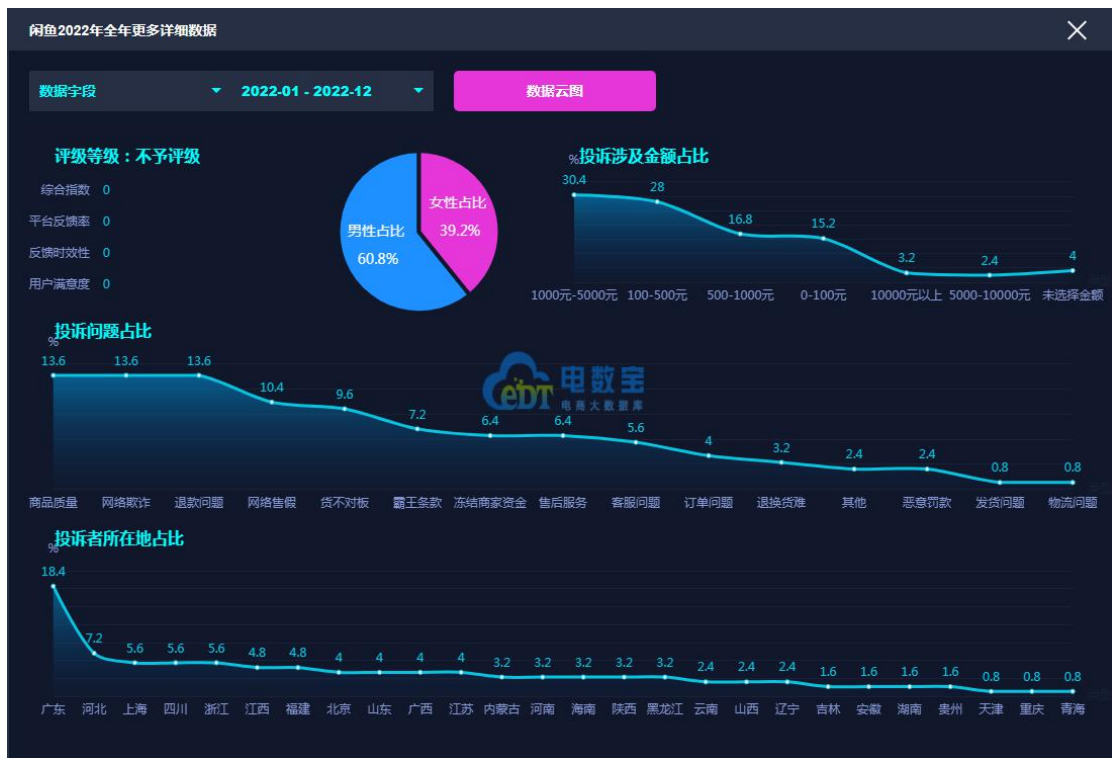 闲鱼2022年全年更多详细数据
数据字段 2022-01 - 2022-12 数据云图
评级等级：不予评级
综合指数 0
平台反馈率 0
反馈时效性 0
用户满意度 0
女性占比
39.2%
男性占比
60.8%
投诉涉及金额占比
%
30.4 28 16.8 15.2 3.2 2.4 4
1000元-5000元 100-500元 500-1000元 0-100元 10000元以上 5000-10000元 未选择金额
投诉问题占比
%
13.6 13.6 13.6 10.4 9.6 7.2 6.4 6.4 5.6 4 3.2 2.4 2.4 0.8 0.8
商品质量 网络欺诈 退款问题 网络售假 货不对板 霸王条款 冻结商家资金 售后服务 客服问题 订单问题 退换货难 其他 恶意罚款 发货问题 物流问题
eDT 电数宝
电商大数据库
投诉者所在地占比
%
18.4 7.2 5.6 5.6 5.6 4.8 4.8 4 4 4 4 3.2 3.2 3.2 3.2 3.2 2.4 2.4 2.4 1.6 1.6 1.6 1.6 0.8 0.8 0.8
广东 河北 上海 四川 浙江 江西 福建 北京 山东 广西 江苏 内蒙古 河南 海南 陕西 黑龙江 云南 山西 辽宁 吉林 安徽 湖南 贵州 天津 重庆 青海